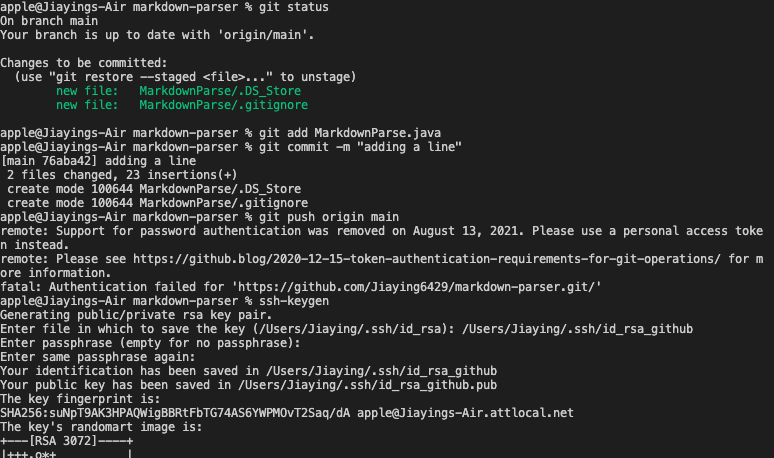 apple@Jiayings-Air markdown-parser % git status
On branch main
Your branch is up to date with 'origin/main'.

Changes to be committed:
  (use "git restore --staged <file>..." to unstage)
        new file:   MarkdownParse/.DS_Store
        new file:   MarkdownParse/.gitignore

apple@Jiayings-Air markdown-parser % git add MarkdownParse.java
apple@Jiayings-Air markdown-parser % git commit -m "adding a line"
[main 76aba42] adding a line
 2 files changed, 23 insertions(+)
 create mode 100644 MarkdownParse/.DS_Store
 create mode 100644 MarkdownParse/.gitignore
apple@Jiayings-Air markdown-parser % git push origin main
remote: Support for password authentication was removed on August 13, 2021. Please use a personal access toke
n instead.
remote: Please see https://github.blog/2020-12-15-token-authentication-requirements-for-git-operations/ for m
ore information.
fatal: Authentication failed for 'https://github.com/Jiaying6429/markdown-parser.git/'
apple@Jiayings-Air markdown-parser % ssh-keygen
Generating public/private rsa key pair.
Enter file in which to save the key (/Users/Jiaying/.ssh/id_rsa): /Users/Jiaying/.ssh/id_rsa_github
Enter passphrase (empty for no passphrase):
Enter same passphrase again:
Your identification has been saved in /Users/Jiaying/.ssh/id_rsa_github
Your public key has been saved in /Users/Jiaying/.ssh/id_rsa_github.pub
The key fingerprint is:
SHA256:suNpT9AK3HPAQWigBBRtFbTG74AS6YWPMOvT2Saq/dA apple@Jiayings-Air.attlocal.net
The key's randomart image is:
+---[RSA 3072]----+
|+++.o*+          |